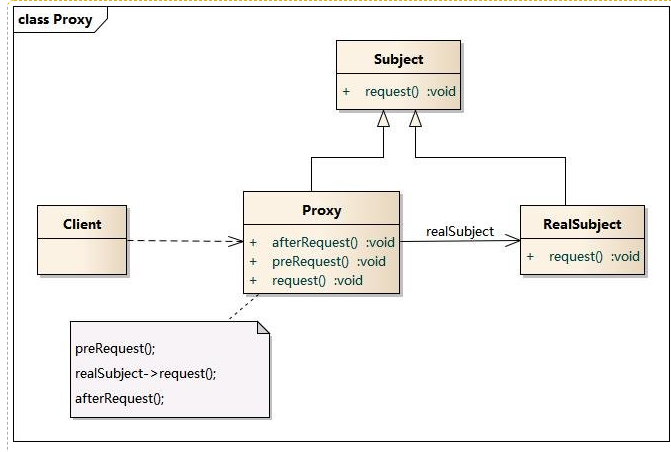 class Proxy
Subject
+ request() :void
Client
Proxy
+ afterRequest() :void
+ preRequest() :void
+ request() :void
realSubject
RealSubject
+ request() :void
preRequest();
realSubject->request();
afterRequest();